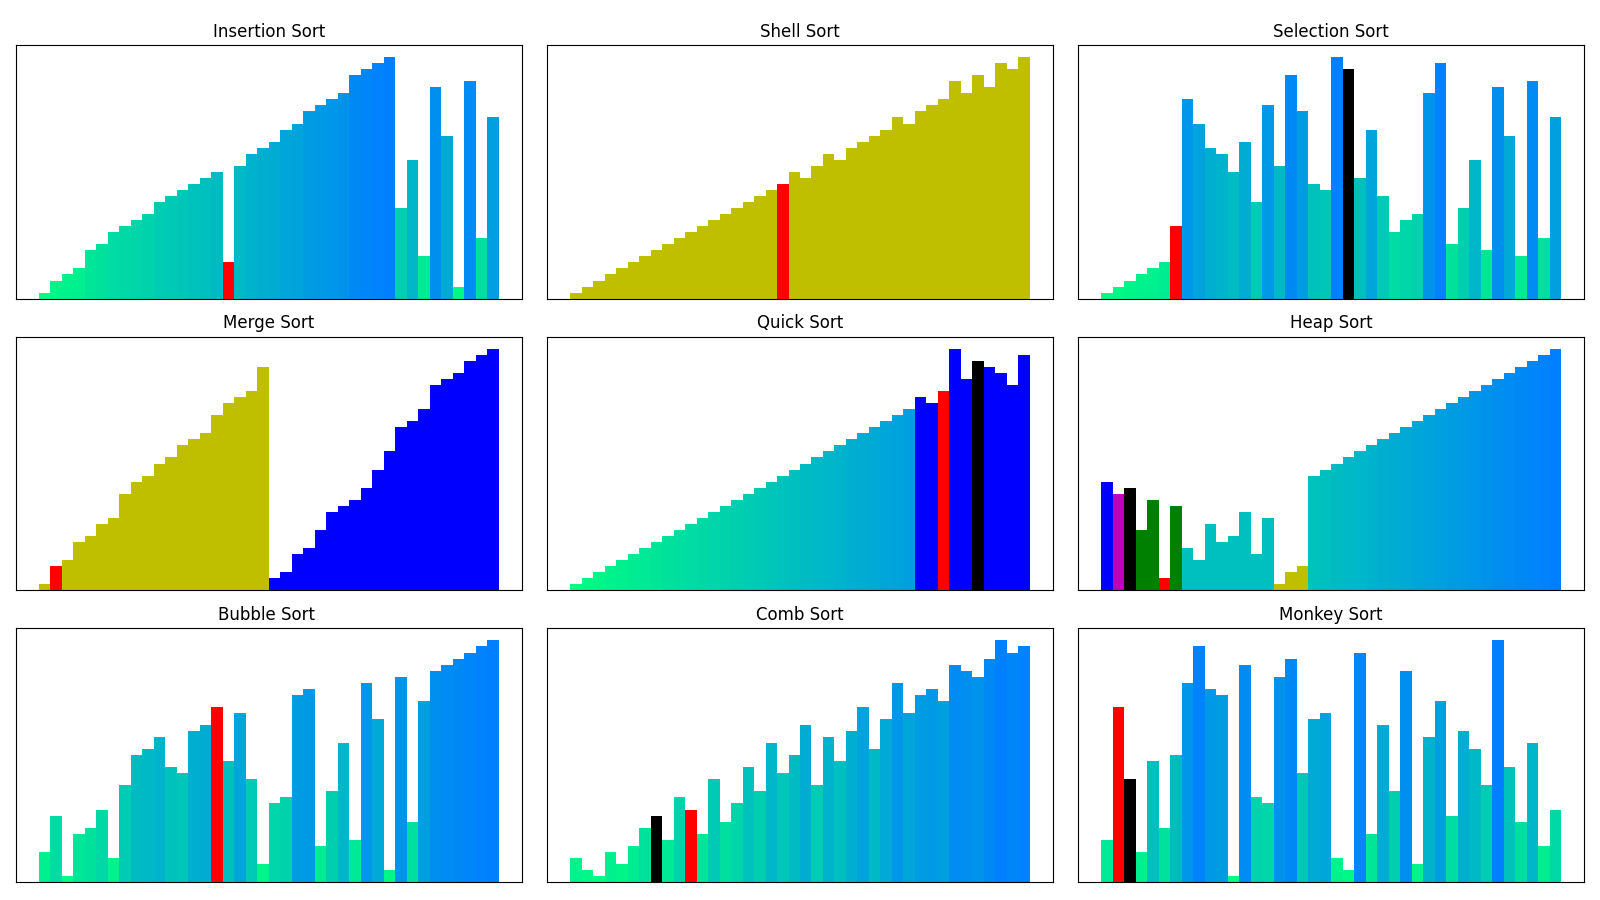 Insertion Sort
Shell Sort
Selection Sort
Merge Sort
Quick Sort
Heap Sort
Bubble Sort
Comb Sort
Monkey Sort